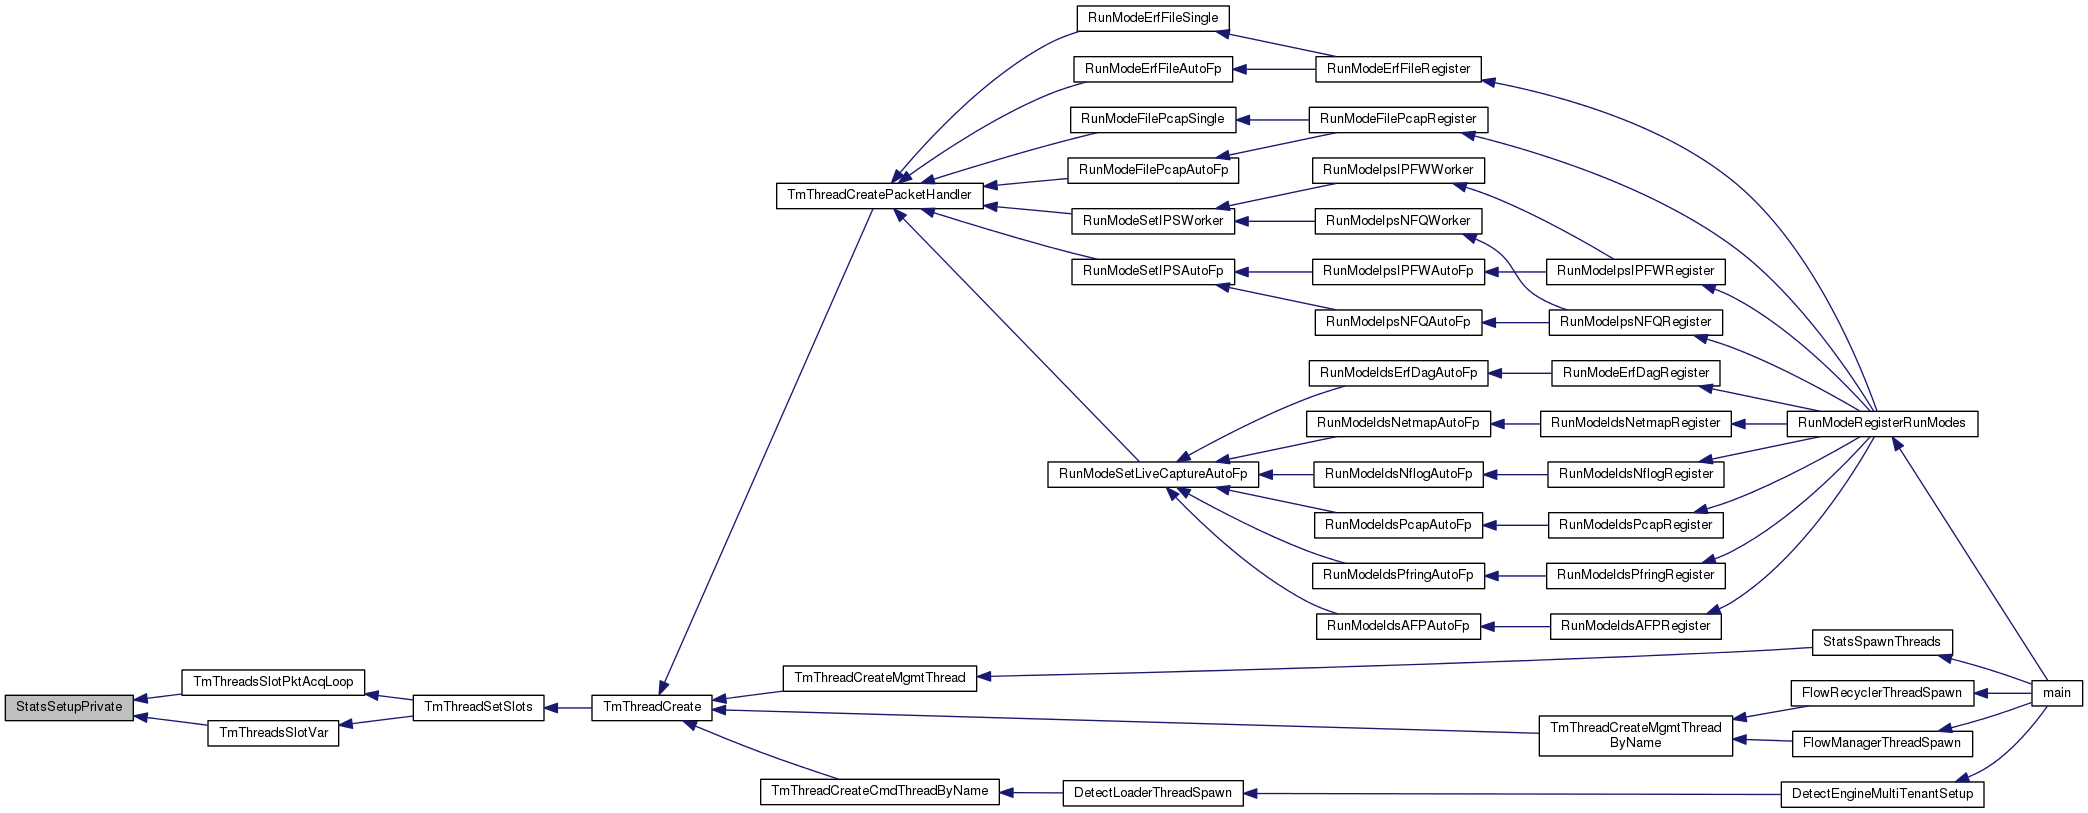 RunModeErfFileSingle
RunModeErfFileAutoFp
RunModeErfFileRegister
RunModeFilePcapSingle
RunModeFilePcapRegister
RunModeFilePcapAutoFp
RunModeIpsIPFWWorker
TmThreadCreatePacketHandler
RunModeSetIPSWorker
RunModeIpsNFQWorker
RunModeSetIPSAutoFp
RunModeIpsIPFWAutoFp
RunModeIpsIPFWRegister
RunModeIpsNFQAutoFp
RunModeIpsNFQRegister
RunModeIdsErfDagAutoFp
RunModeErfDagRegister
RunModeIdsNetmapAutoFp
RunModeIdsNetmapRegister
RunModeRegisterRunModes
RunModeSetLiveCaptureAutoFp
RunModeIdsNflogAutoFp
RunModeIdsNflogRegister
RunModeIdsPcapAutoFp
RunModeIdsPcapRegister
RunModeIdsPfringAutoFp
RunModeIdsPfringRegister
RunModeIdsAFPAutoFp
RunModeIdsAFPRegister
StatsSpawnThreads
TmThreadsSlotPktAcqLoop
TmThreadCreateMgmtThread
FlowRecyclerThreadSpawn
main
StatsSetupPrivate
TmThreadSetSlots
TmThreadCreate
TmThreadsSlotVar
TmThreadCreateMgmtThread
ByName
FlowManagerThreadSpawn
TmThreadCreateCmdThreadByName
DetectLoaderThreadSpawn
DetectEngineMultiTenantSetup